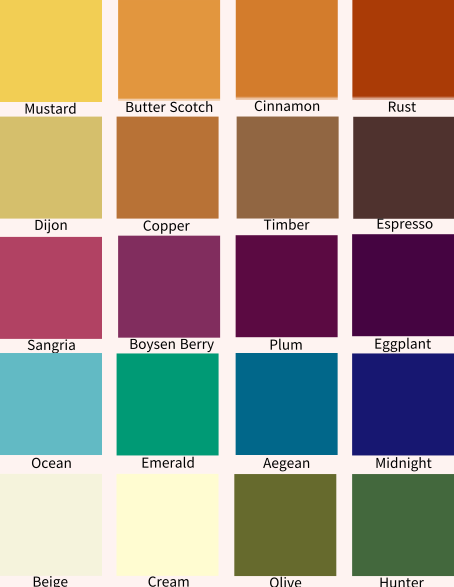 Mustard Butter Scotch Cinnamon Rust
Dijon Copper Timber Espresso
Sangria Boysen Berry Plum Eggplant
Ocean Emerald Aegean Midnight
Beige Cream Olive Hunter